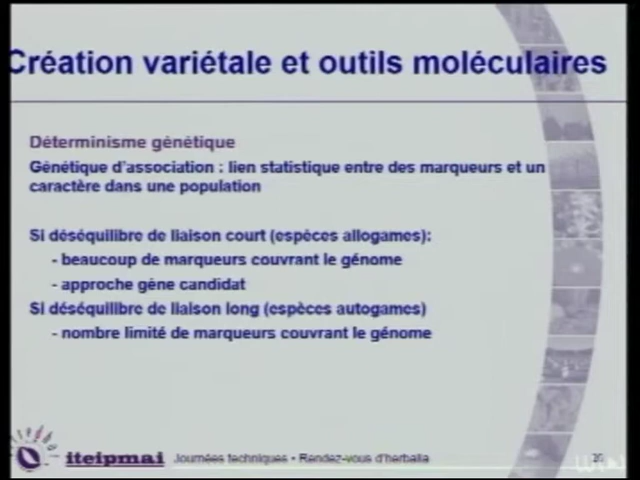 Création variétale et outils moléculaires
Déterminisme génétique
Génétique d'association : lien statistique entre des marqueurs et un
caractère dans une population
Si déséquilibre de liaison court (espèces allogames):
- beaucoup de marqueurs couvrant le génome
- approche gène candidat
Si déséquilibre de liaison long (espèces autogames)
- nombre limité de marqueurs couvrant le génome
iteipmai Journées techniques • Rendez-vous d'herbalia